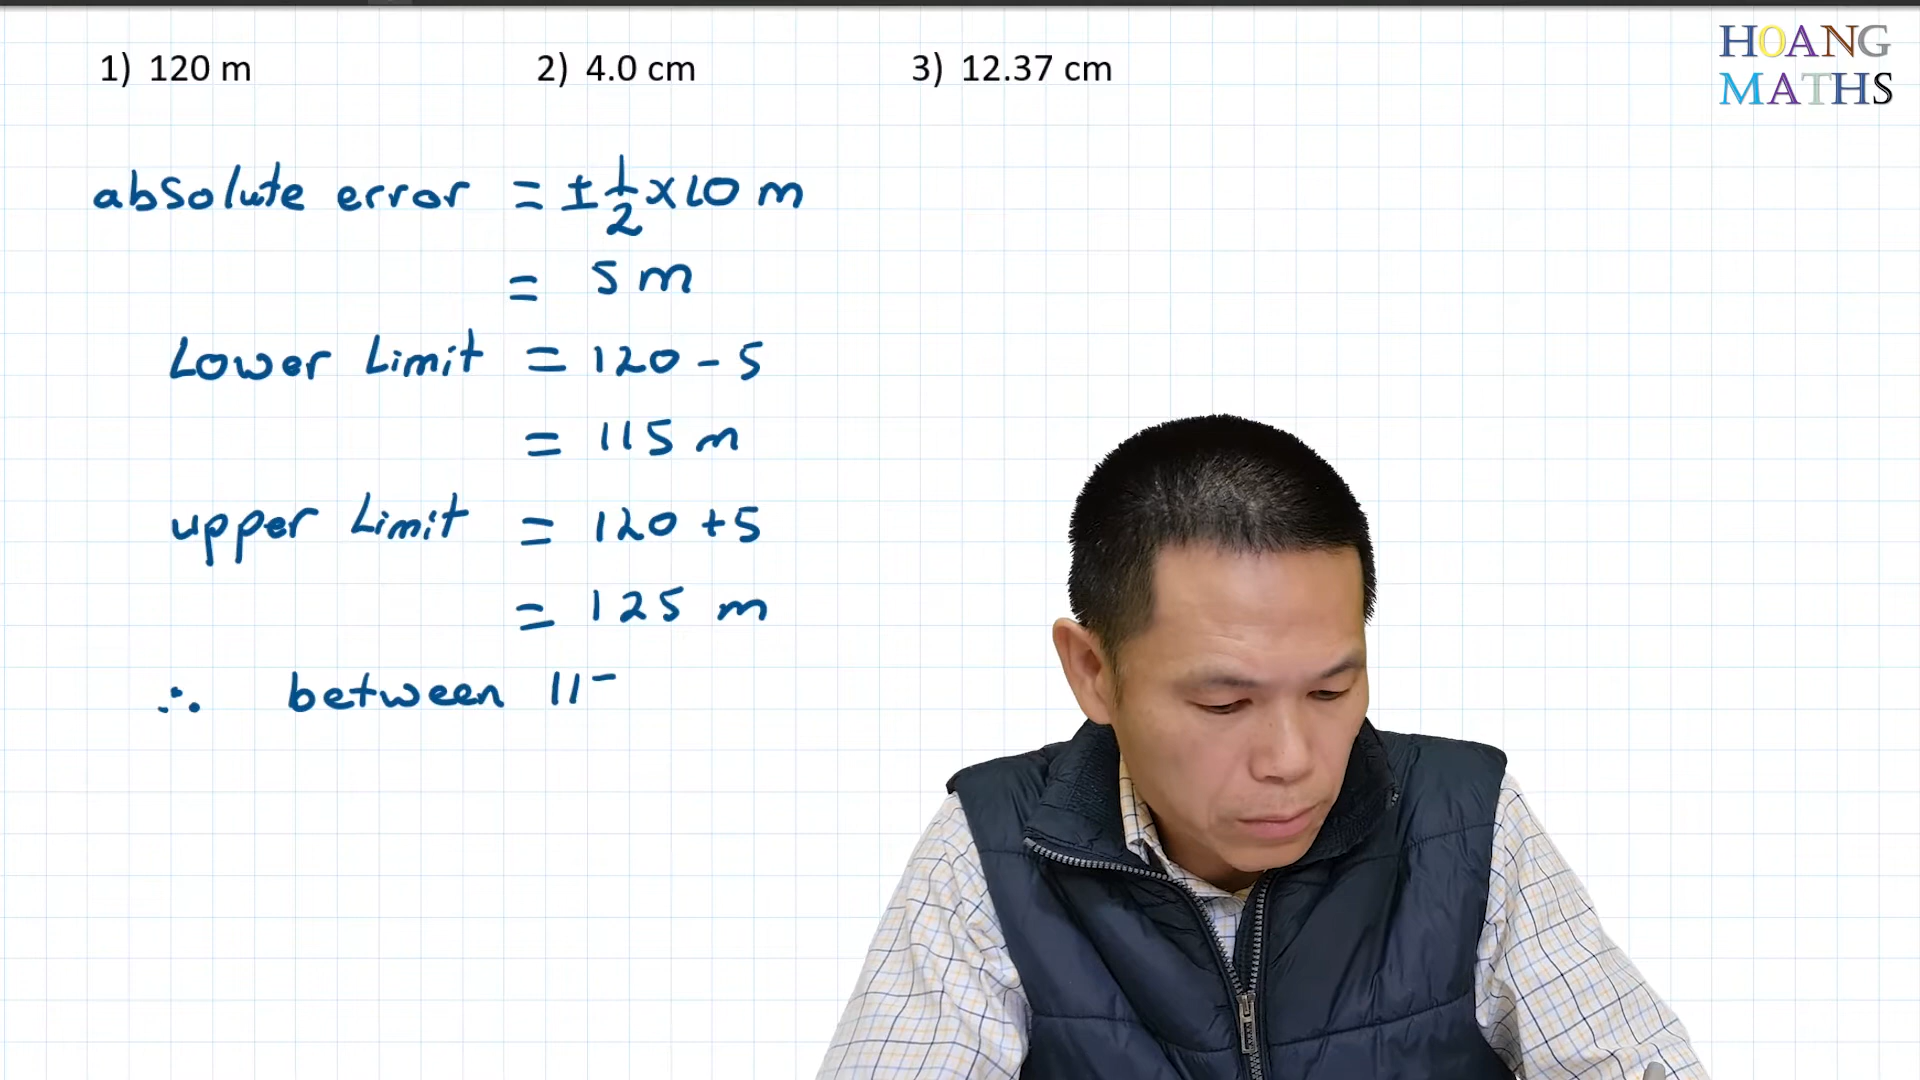 1) 120 m 2) 4.0 cm 3) 12.37 cm
HOANG
MATHS
absolute error = ± 1/2 × 10 m
= 5 m
Lower Limit = 120 - 5
= 115 m
upper Limit = 120 + 5
= 125 m
∴ between 11